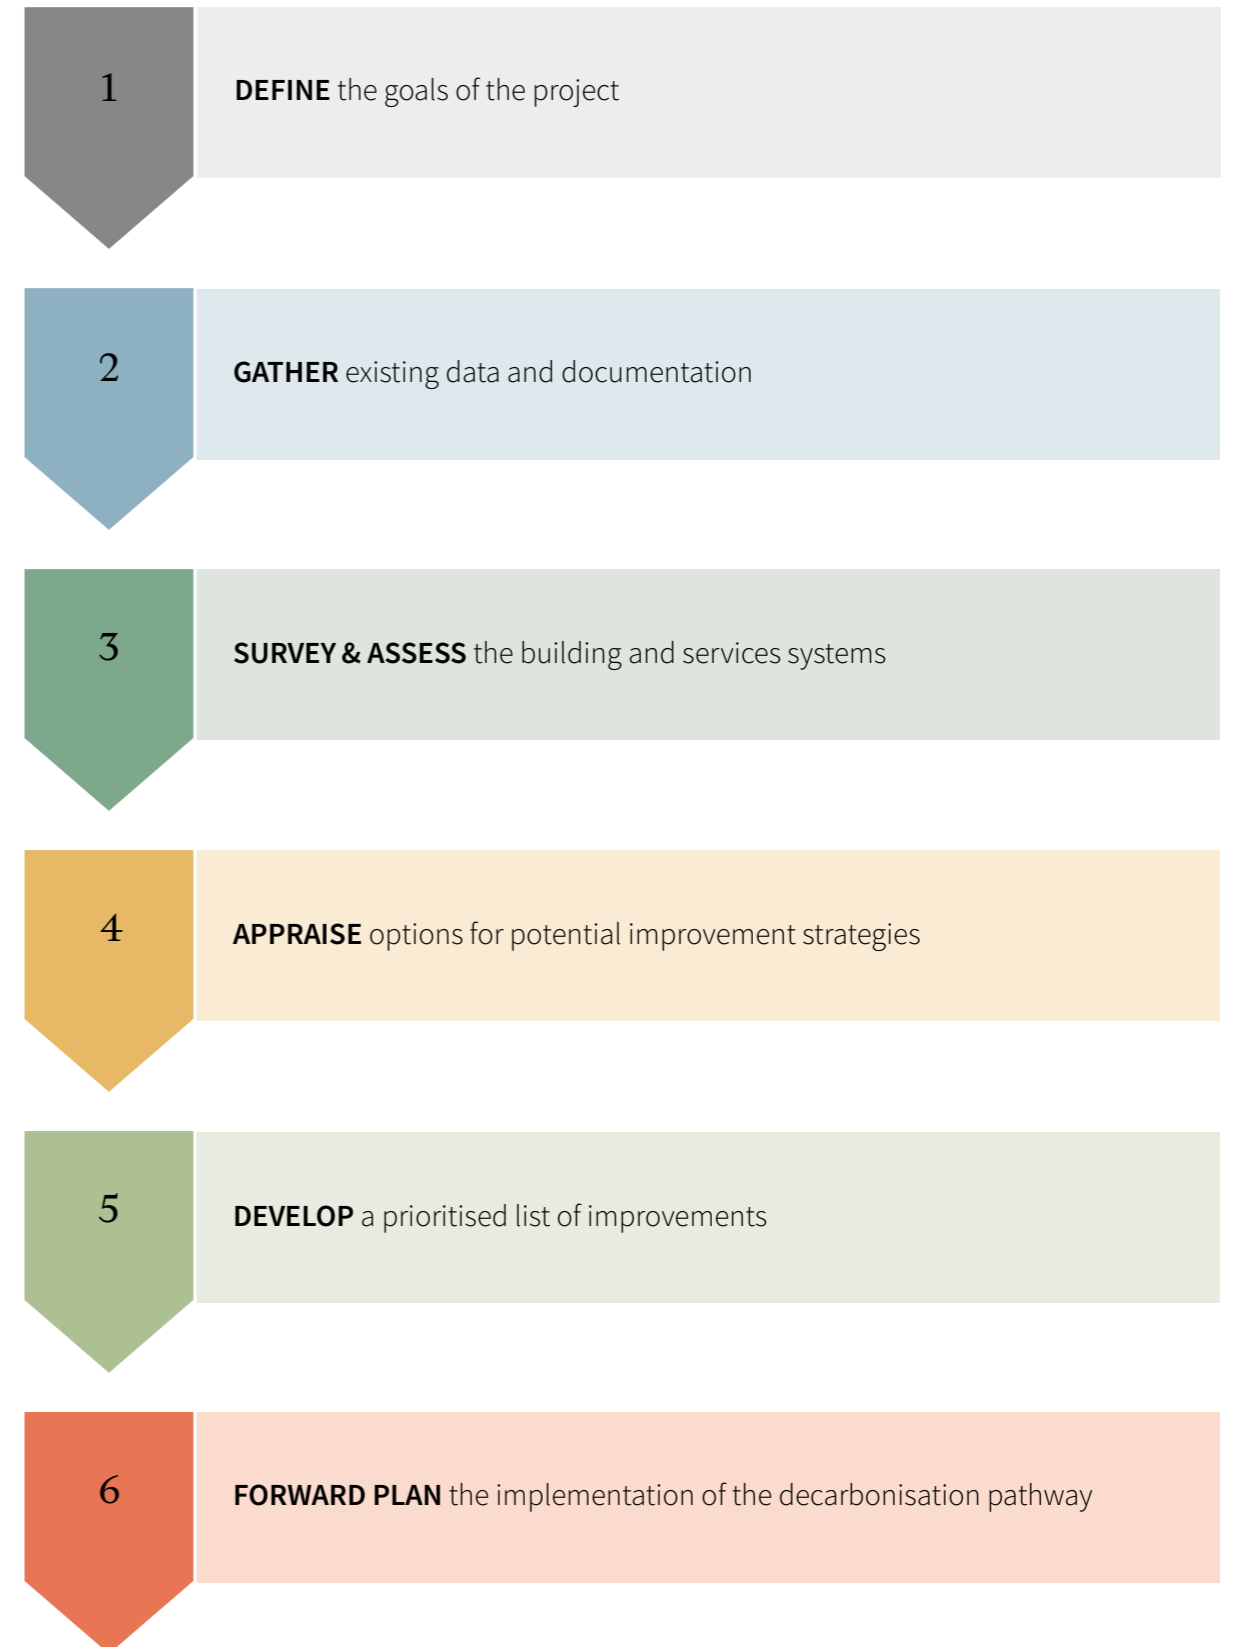 1
DEFINE the goals of the project
2
GATHER existing data and documentation
3
SURVEY & ASSESS the building and services systems
4
APPRAISE options for potential improvement strategies
5
DEVELOP a prioritised list of improvements
6
FORWARD PLAN the implementation of the decarbonisation pathway